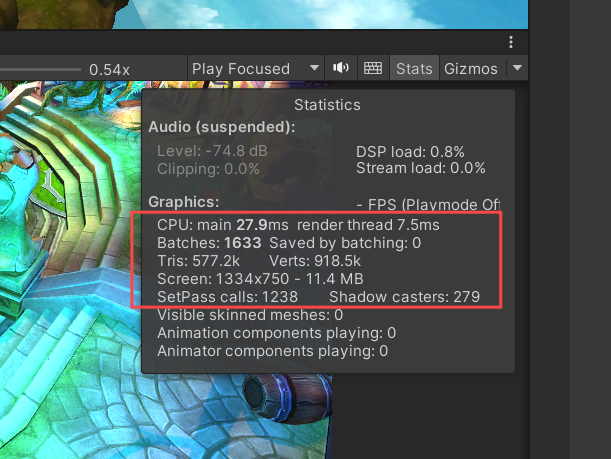 0.54x
Play Focused
Stats
Gizmos
Statistics
Audio (suspended):
Level: -74.8 dB
DSP load: 0.8%
Clipping: 0.0%
Stream load: 0.0%
Graphics:
- FPS (Playmode Off
CPU: main 27.9ms render thread 7.5ms
Batches: 1633 Saved by batching: 0
Tris: 577.2k Verts: 918.5k
Screen: 1334x750 - 11.4 MB
SetPass calls: 1238 Shadow casters: 279
Visible skinned meshes: 0
Animation components playing: 0
Animator components playing: 0